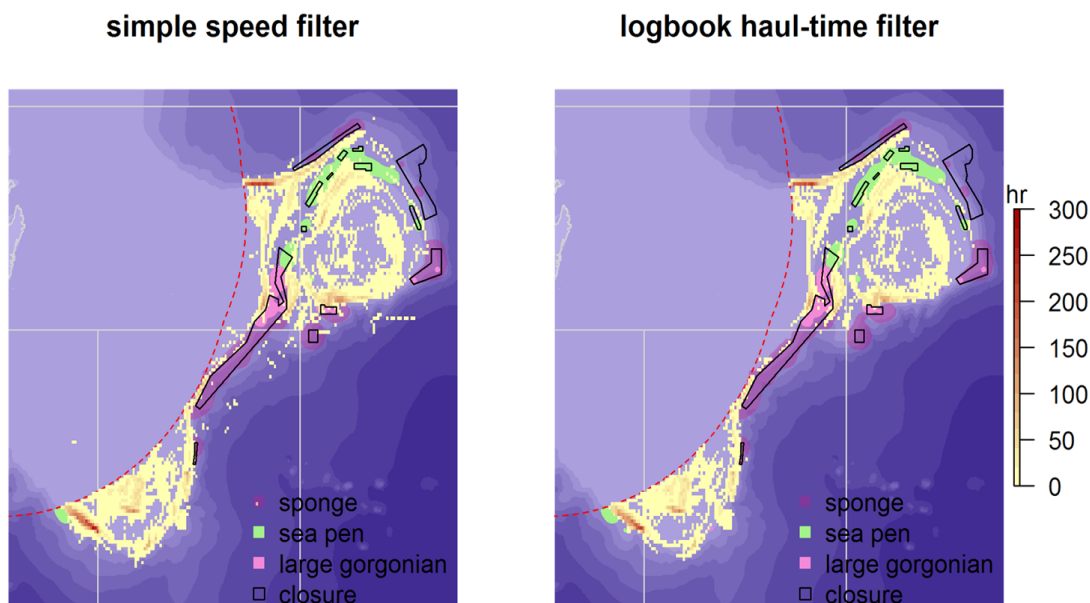 simple speed filter
logbook haul-time filter
hr
300
250
200
150
100
50
0
sponge
sea pen
large gorgonian
closure
sponge
sea pen
large gorgonian
closure